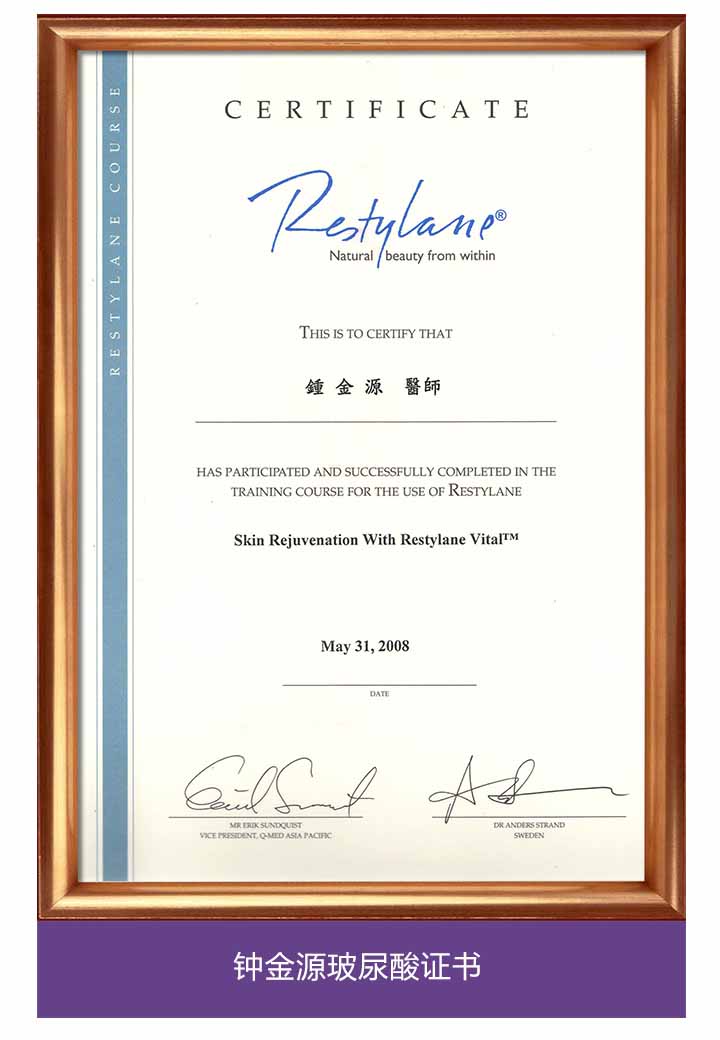 CERTIFICATE
RESTYLANE COURSE
Restylane®
Natural beauty from within
THIS IS TO CERTIFY THAT
鍾金源 醫師
HAS PARTICIPATED AND SUCCESSFULLY COMPLETED IN THE
TRAINING COURSE FOR THE USE OF RESTYLANE
Skin Rejuvenation With Restylane Vital™
May 31, 2008
DATE
MR ERIK SUNDQUIST
VICE PRESIDENT, Q-MED ASIA PACIFIC
DR ANDERS STRAND
SWEDEN
钟金源玻尿酸证书